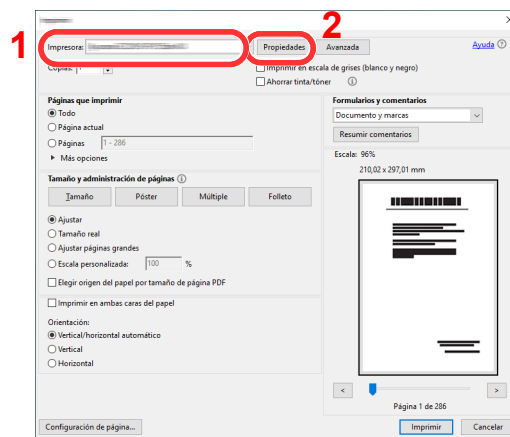 1
2
Impresora:
Propiedades
Avanzada
Ayuda
Copias: 1
Imprimir en escala de grises (blanco y negro)
Ahorrar tinta/tóner
Páginas que imprimir
Todo
Página actual
Páginas 1 - 286
Más opciones
Formularios y comentarios
Documento y marcas
Resumir comentarios
Escala: 96%
210,02 x 297,01 mm
Tamaño y administración de páginas
Tamaño Póster Múltiple Folleto
Ajustar
Tamaño real
Ajustar páginas grandes
Escala personalizada: 100 %
Elegir origen del papel por tamaño de página PDF
Imprimir en ambas caras del papel
Orientación:
Vertical/horizontal automático
Vertical
Horizontal
< >
Página 1 de 286
Configuración de página...
Imprimir Cancelar